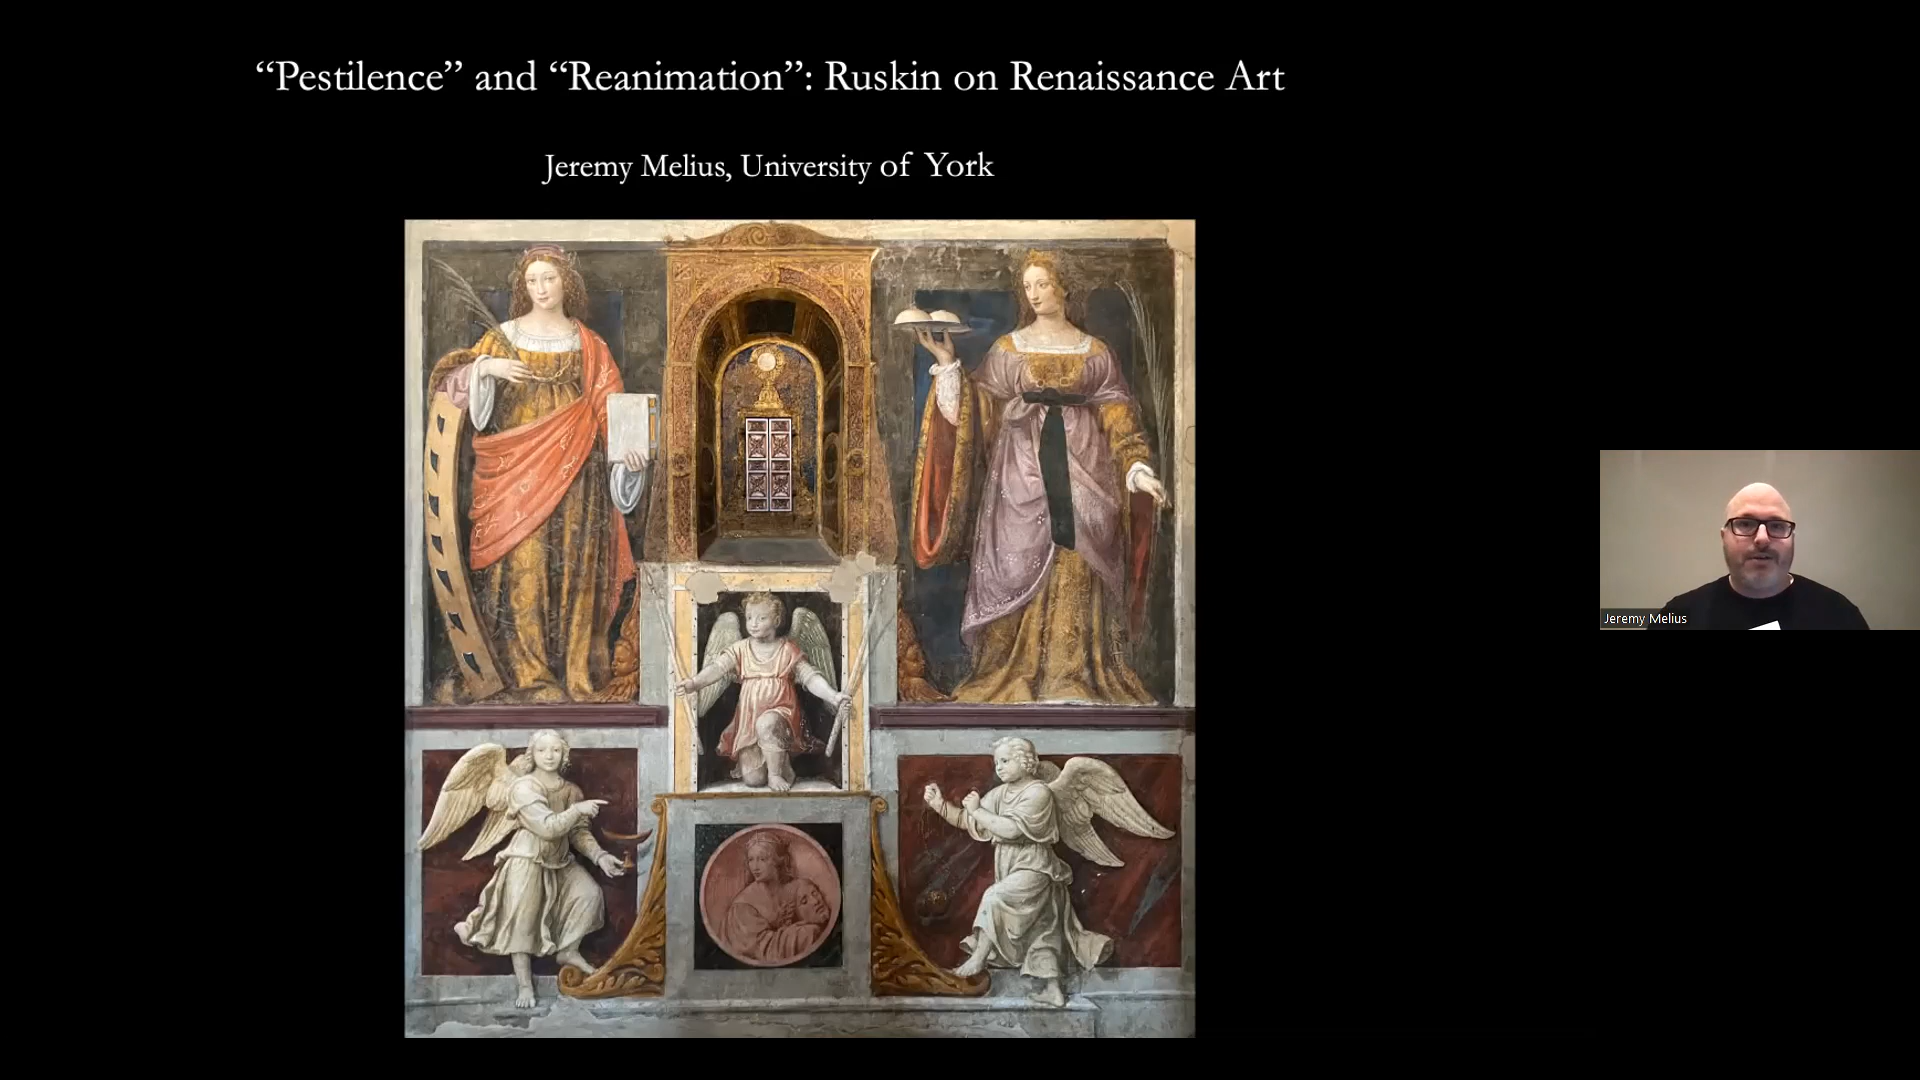 “Pestilence” and “Reanimation”: Ruskin on Renaissance Art
Jeremy Melius, University of York
Jeremy Melius